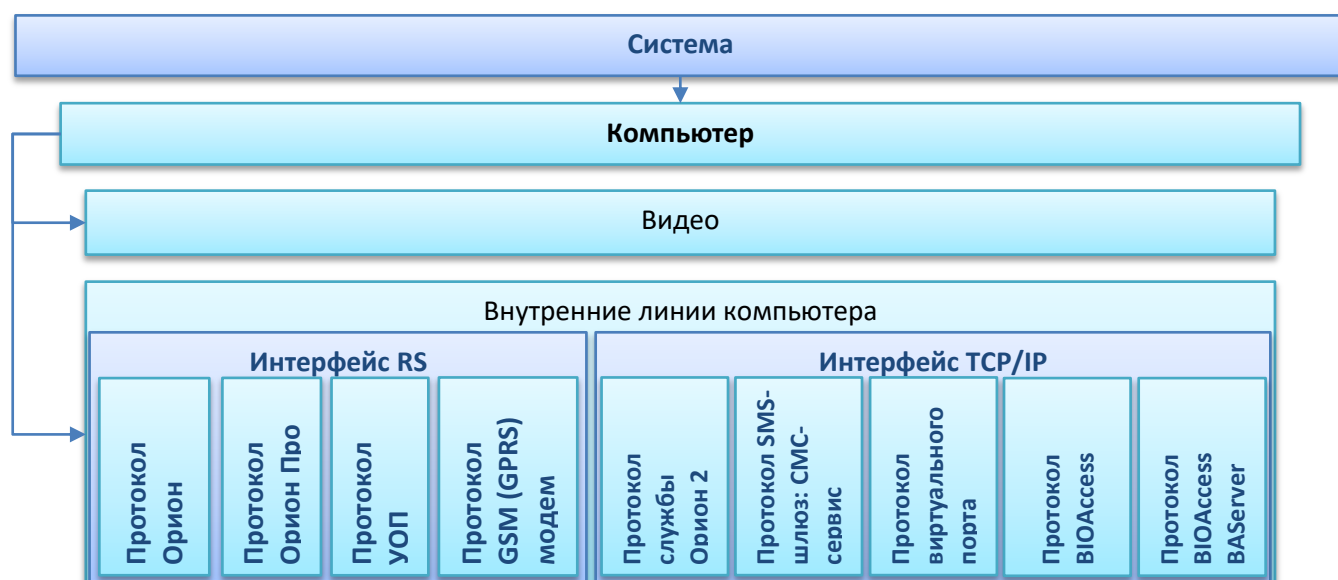 Система
Компьютер
Видео
Внутренние линии компьютера
Интерфейс RS
Протокол
Орион
Протокол
Орион Про
Протокол
УОП
Протокол
GSM (GPRS)
модем
Интерфейс TCP/IP
Протокол
службы
Орион 2
Протокол SMS-
шлюз: СМС-
сервис
Протокол
виртуального
порта
Протокол
BIOAccess
Протокол
BIOAccess
BAServer